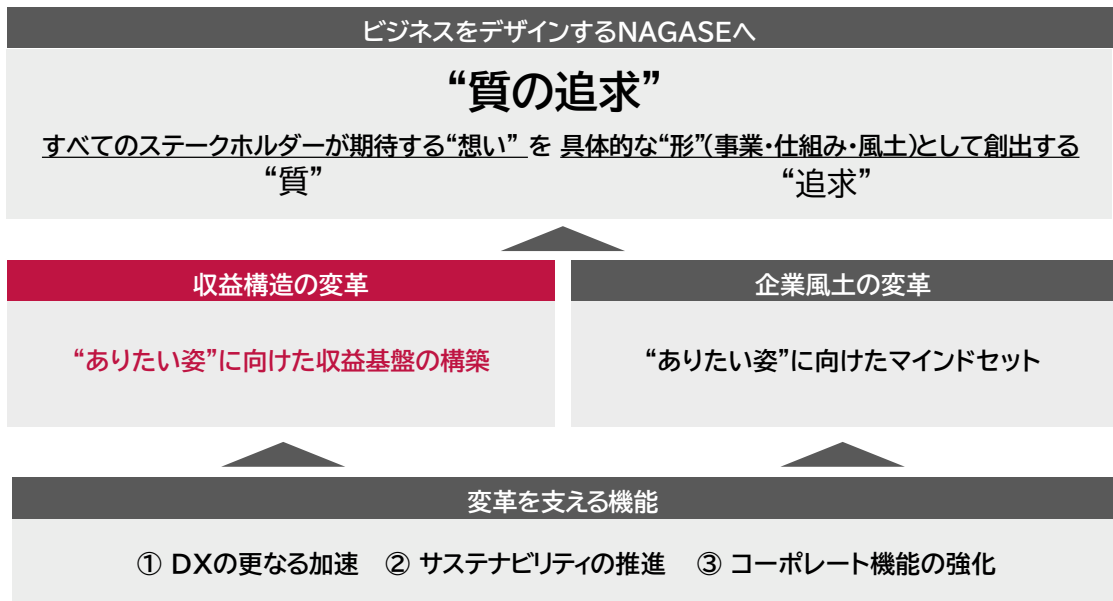 ビジネスをデザインするNAGASEへ
“質の追求”
すべてのステークホルダーが期待する“想い” を 具体的な“形”(事業・仕組み・風土)として創出する
“質” “追求”
収益構造の変革
“ありたい姿”に向けた収益基盤の構築
企業風土の変革
“ありたい姿”に向けたマインドセット
変革を支える機能
① DXの更なる加速 ② サステナビリティの推進 ③ コーポレート機能の強化